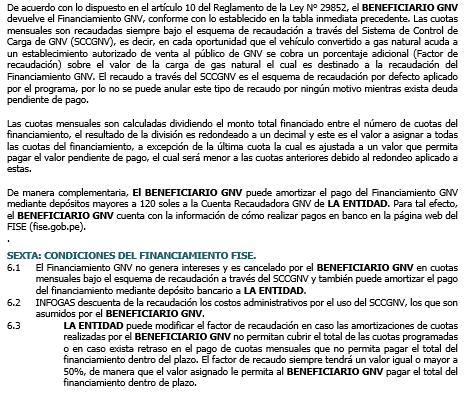 De acuerdo con lo dispuesto en el artículo 10 del Reglamento de la Ley N° 29852, el BENEFICIARIO GNV
devuelve el Financiamiento GNV, conforme con lo establecido en la tabla inmediata precedente. Las cuotas
mensuales son recaudadas siempre bajo el esquema de recaudación a través del Sistema de Control de
Carga de GNV (SCCGNV), es decir, en cada oportunidad que el vehículo convertido a gas natural acuda a
un establecimiento autorizado de venta al público de GNV se cobra un porcentaje adicional (Factor de
recaudación) sobre el valor de la carga de gas natural el cual es destinado a la recaudación del
Financiamiento GNV. El recaudo a través del SCCGNV es el esquema de recaudación por defecto aplicado
por el programa, por lo no se puede anular este tipo de recaudo por ningún motivo mientras exista deuda
pendiente de pago.
Las cuotas mensuales son calculadas dividiendo el monto total financiado entre el número de cuotas del
financiamiento, el resultado de la división es redondeado a un decimal y este es el valor a asignar a todas
las cuotas del financiamiento, a excepción de la última cuota la cual es ajustada a un valor que permita
pagar el valor pendiente de pago, el cual será menor a las cuotas anteriores debido al redondeo aplicado a
estas.
De manera complementaria, El BENEFICIARIO GNV puede amortizar el pago del Financiamiento GNV
mediante depósitos mayores a 120 soles a la Cuenta Recaudadora GNV de LA ENTIDAD. Para tal efecto,
el BENEFICIARIO GNV cuenta con la información de cómo realizar pagos en banco en la página web del
FISE (fise.gob.pe).
.
SEXTA: CONDICIONES DEL FINANCIAMIENTO FISE.
6.1 El Financiamiento GNV no genera intereses y es cancelado por el BENEFICIARIO GNV en cuotas
mensuales bajo el esquema de recaudación a través del SCCGNV y también puede amortizar el pago
del financiamiento mediante depósito bancario a LA ENTIDAD.
6.2 INFOGAS descuenta de la recaudación los costos administrativos por el uso del SCCGNV, los que son
asumidos por el BENEFICIARIO GNV.
6.3 LA ENTIDAD puede modificar el factor de recaudación en caso las amortizaciones de cuotas
realizadas por el BENEFICIARIO GNV no permitan cubrir el total de las cuotas programadas
o en caso exista retraso en el pago de cuotas mensuales que no permita pagar el total del
financiamiento dentro del plazo. El factor de recaudo siempre tendrá un valor igual o mayor a
50%, de manera que el valor asignado le permita al BENEFICIARIO GNV pagar el total del
financiamiento dentro de plazo.